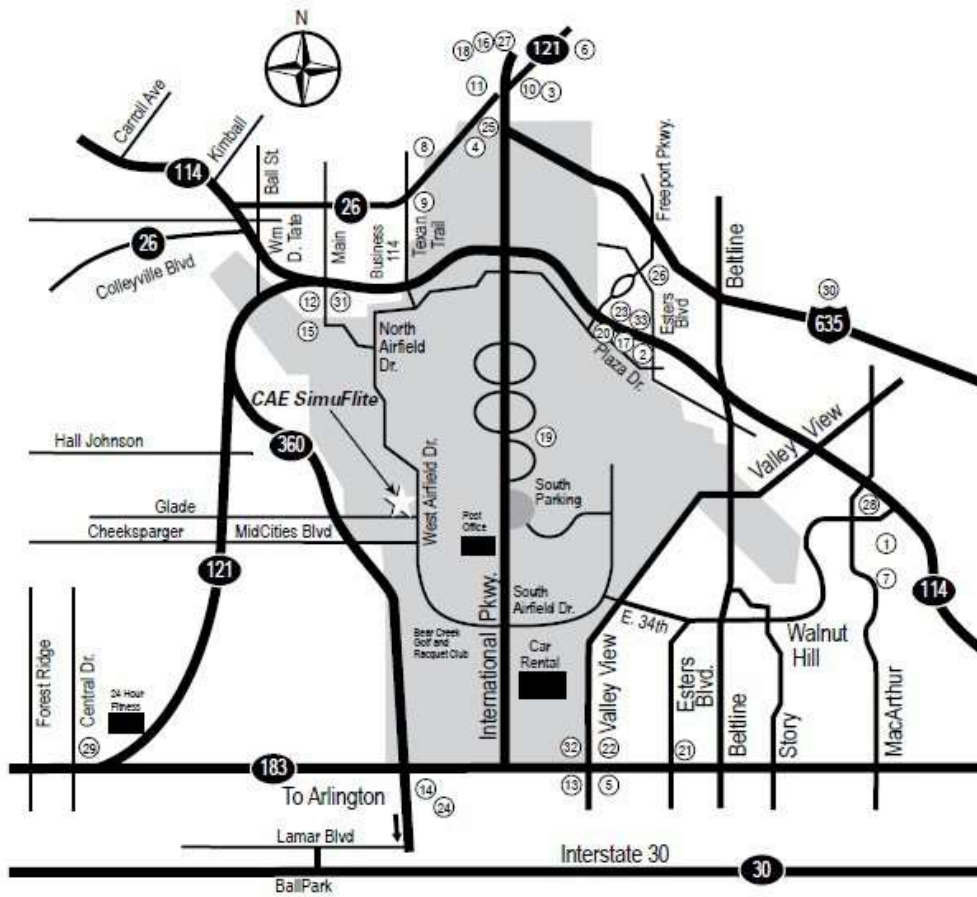 N
18
16
27
121
6
11
10
3
25
4
8
9
Carroll Ave
Kimball
114
Ball St.
26
Wm
D. Tate
Main
Business
114
Texan
Trail
26
Colleyville Blvd
Freeport Pkwy.
Beltline
26
Esters
Blvd
30
635
12
31
15
North
Airfield
Dr.
23
33
20
17
2
Plaza Dr.
CAE SimuFlite
Hall Johnson
360
19
Valley View
West Airfield Dr.
South
Parking
Glade
Post
Office
28
Cheeksparger
MidCities Blvd
1
121
7
114
South
Airfield Dr.
International Pkwy.
E. 34th
Walnut
Hill
Bear Creek
Golf and
Racquet Club
Car
Rental
Forest Ridge
Central Dr.
24 Hour
Fitness
Valley View
Esters
Blvd.
Beltline
Story
MacArthur
29
32
22
21
183
To Arlington
14
24
13
5
Lamar Blvd
Interstate 30
30
BallPark